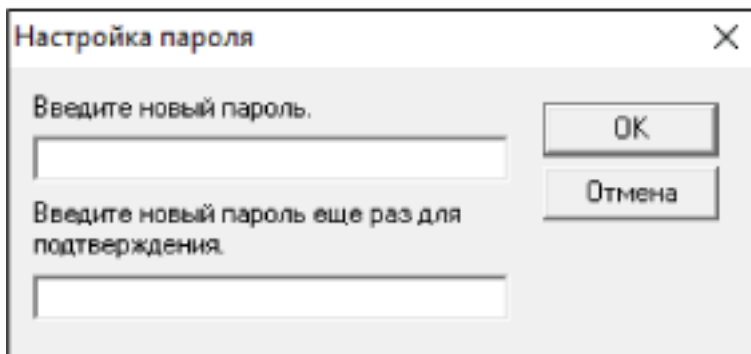 Настройка пароля
Введите новый пароль.
OK
Отмена
Введите новый пароль еще раз для
подтверждения.